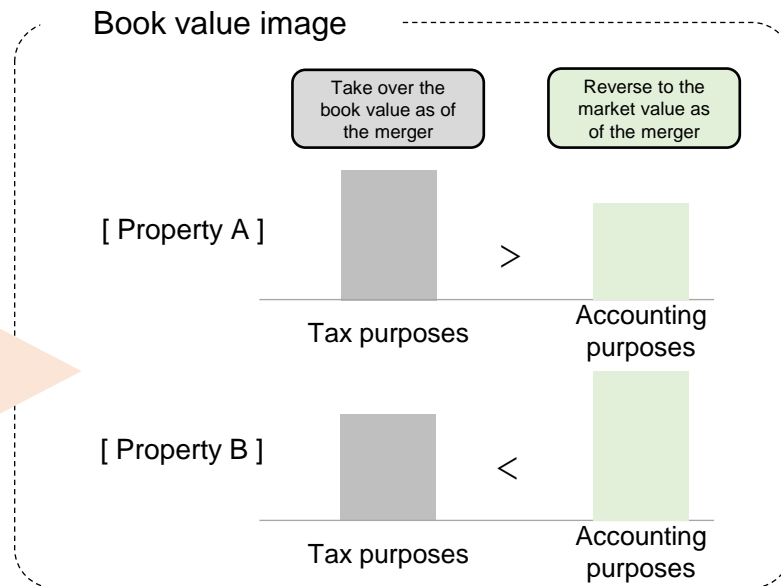 Book value image
Take over the
book value as of
the merger
Reverse to the
market value as
of the merger
[ Property A ]
>
Tax purposes
Accounting
purposes
[ Property B ]
<
Tax purposes
Accounting
purposes